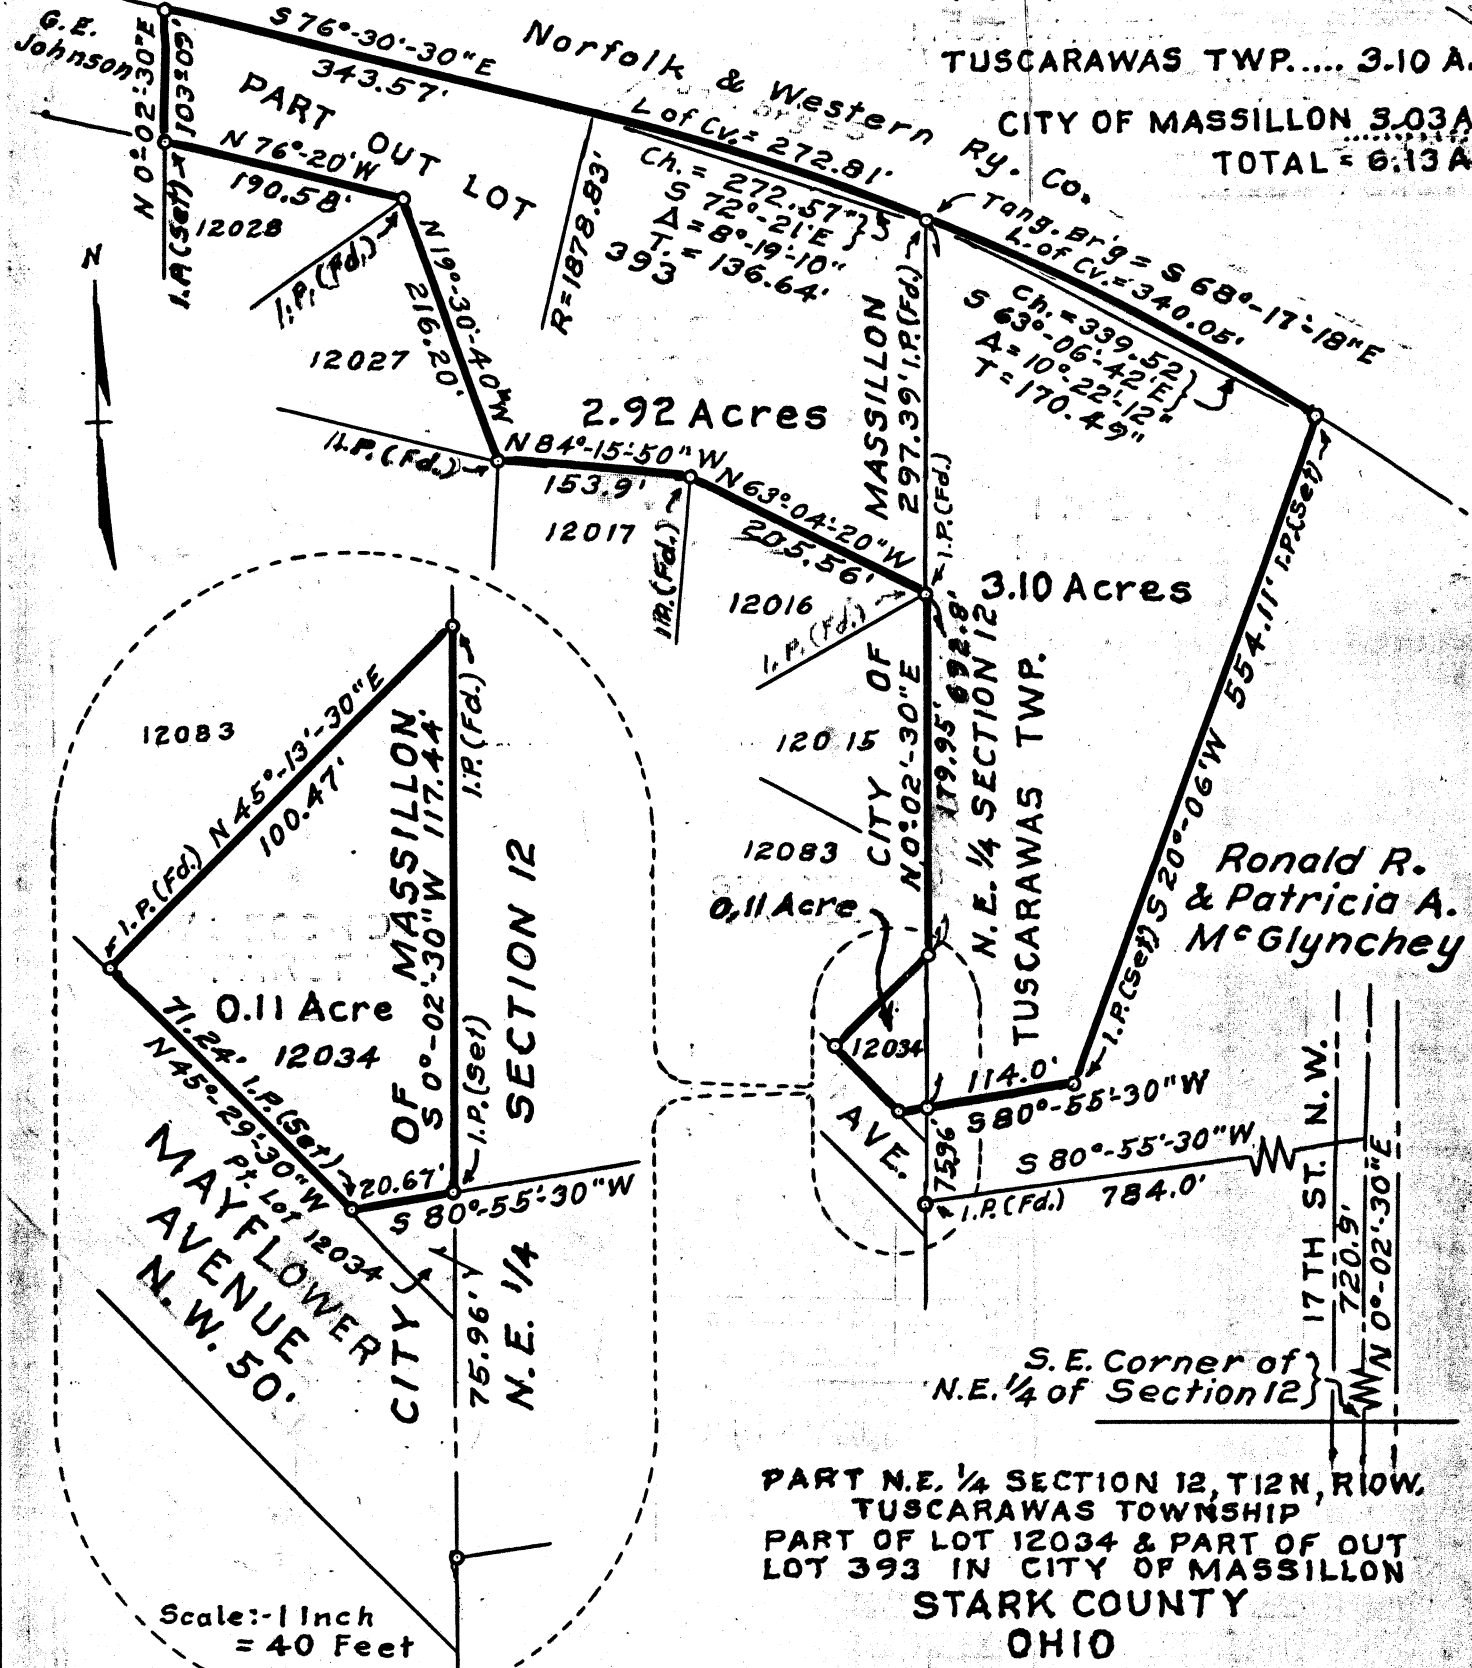 G.E.
Johnson
N 0°-02'-30"E
103.09'
S 76°-30'-30"E
343.57'
Norfolk & Western Ry. Co.
TUSCARAWAS TWP..... 3.10 A.
CITY OF MASSILLON 3.03 A
TOTAL = 6.13 A
PART OUT LOT
393
N 76°-20'W
190.58'
12028
I.P.(Set)
I.P.(Fd.)
N 19°-30'-40"W
216.20'
12027
R=1878.83'
L of Cv.= 272.81'
Ch. = 272.57"
S 72°-21'E
Δ = 8°-19'-10"
T. = 136.64'
Tang. Br'g = S 68°-17'-18"E
L. of Cv.= 340.05'
Ch. = 339.52
S 63°-06'-42"E
Δ = 10°-22'-12"
T = 170.49"
N
2.92 Acres
I.P.(Fd.)
N 84°-15'-50"W
153.9'
12017
I.P.(Fd.)
N 63°-04'-20"W
205.56'
12016
I.P.(Fd.)
MASSILLON
297.39' I.P.(Fd.)
I.P.(Fd.)
3.10 Acres
I.P.(Set)
554.11'
S 20°-06'W
I.P.(Set)
CITY OF
N.0°-02'-30"E
179.95' 692.8'
N.E. 1/4 SECTION 12
TUSCARAWAS TWP.
12015
12083
0.11 Acre
12034
Ronald R.
& Patricia A.
McGlynchey
114.0'
S 80°-55'-30"W
AVE.
75.96'
S 80°-55'-30"W
784.0'
I.P.(Fd.)
17TH ST. N.W.
720.9'
N 0°-02'-30"E
S.E. Corner of
N.E. 1/4 of Section 12
12083
N 45°-13'-30"E
100.47'
I.P.(Fd.)
I.P.(Fd.)
OF MASSILLON
S 0°-02'-30"W 117.44'
SECTION 12
0.11 Acre
12034
71.24' I.P.(Set)
N 45°-29'-30"W
Pt. Lot 12034
I.P.(Set)
20.67'
S 80°-55'-30"W
MAYFLOWER
AVENUE
N. W. 50'
CITY
75.96'
N.E. 1/4
Scale:-1 Inch
= 40 Feet
PART N.E. 1/4 SECTION 12, T12N, R10W.
TUSCARAWAS TOWNSHIP
PART OF LOT 12034 & PART OF OUT
LOT 393 IN CITY OF MASSILLON
STARK COUNTY
OHIO